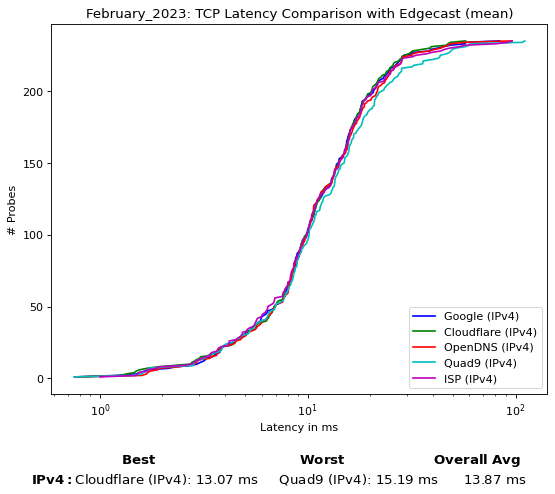 February_2023: TCP Latency Comparison with Edgecast (mean)
# Probes
200
150
100
50
0
10⁰ 10¹ 10²
Latency in ms
Google (IPv4)
Cloudflare (IPv4)
OpenDNS (IPv4)
Quad9 (IPv4)
ISP (IPv4)
Best Worst Overall Avg
IPv4: Cloudflare (IPv4): 13.07 ms Quad9 (IPv4): 15.19 ms 13.87 ms